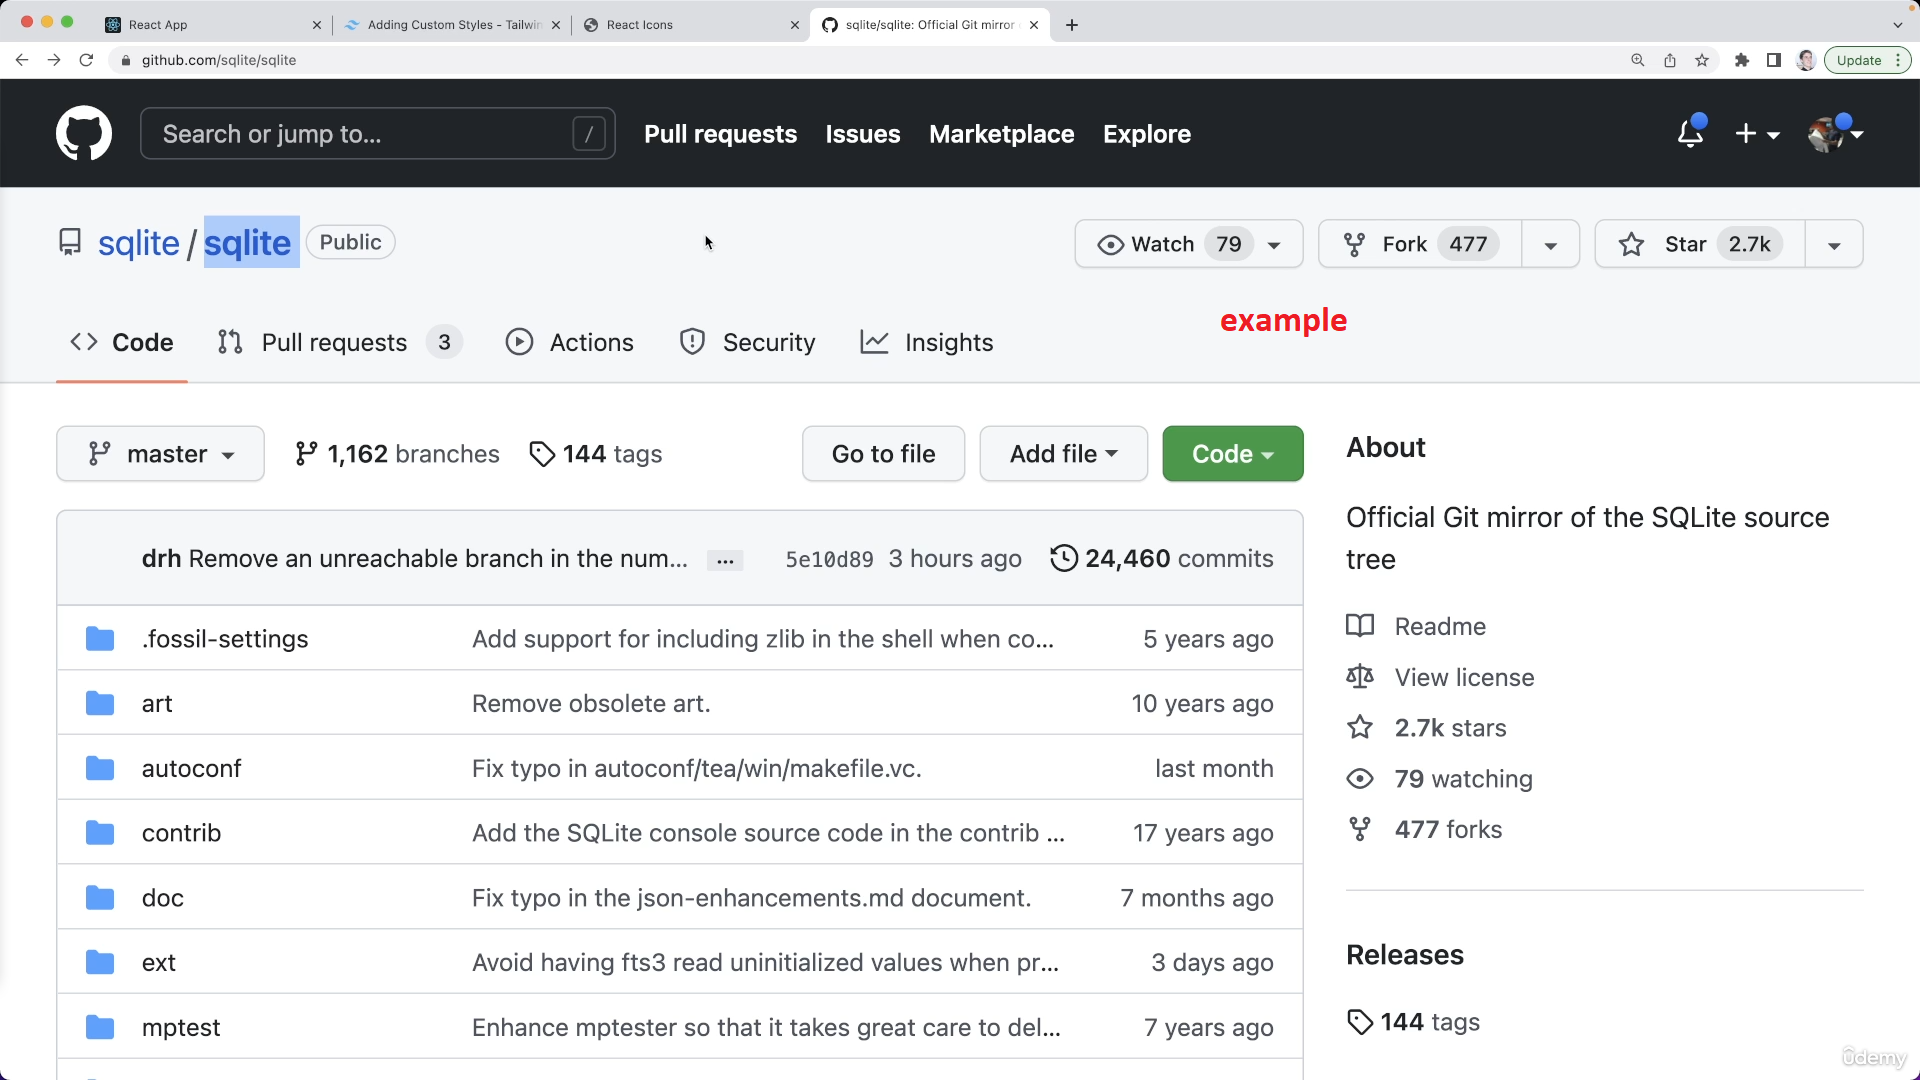 React App
Adding Custom Styles - Tailwin
React Icons
sqlite/sqlite: Official Git mirror
github.com/sqlite/sqlite
Update
Search or jump to... /
Pull requests Issues Marketplace Explore
sqlite / sqlite Public
Watch 79 Fork 477 Star 2.7k
example
Code Pull requests 3 Actions Security Insights
master 1,162 branches 144 tags Go to file Add file Code
drh Remove an unreachable branch in the num... ... 5e10d89 3 hours ago 24,460 commits
.fossil-settings Add support for including zlib in the shell when co... 5 years ago
art Remove obsolete art. 10 years ago
autoconf Fix typo in autoconf/tea/win/makefile.vc. last month
contrib Add the SQLite console source code in the contrib ... 17 years ago
doc Fix typo in the json-enhancements.md document. 7 months ago
ext Avoid having fts3 read uninitialized values when pr... 3 days ago
mptest Enhance mptester so that it takes great care to del... 7 years ago
About
Official Git mirror of the SQLite source
tree
Readme
View license
2.7k stars
79 watching
477 forks
Releases
144 tags
ûdemy